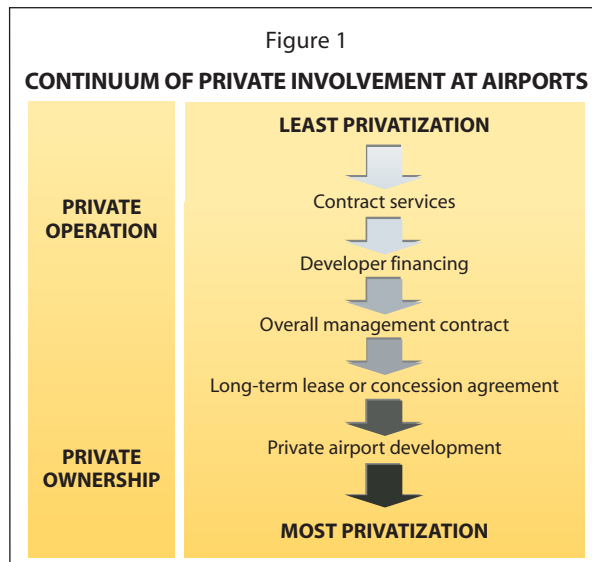 Figure 1
CONTINUUM OF PRIVATE INVOLVEMENT AT AIRPORTS
LEAST PRIVATIZATION
PRIVATE
OPERATION
Contract services
Developer financing
Overall management contract
Long-term lease or concession agreement
Private airport development
PRIVATE
OWNERSHIP
MOST PRIVATIZATION